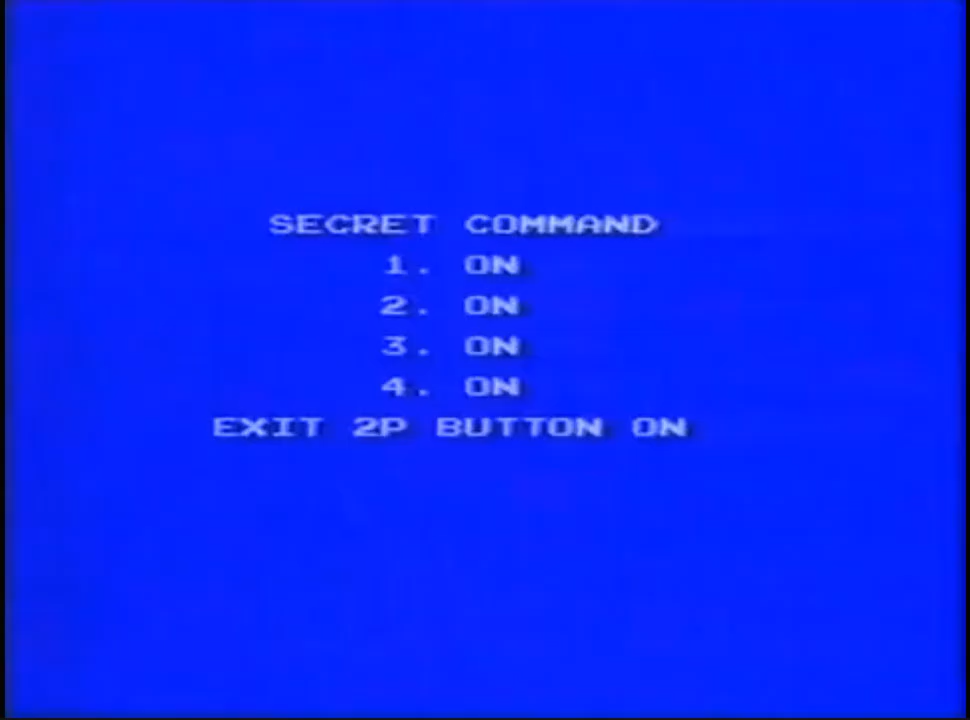 SECRET COMMAND
1. ON
2. ON
3. ON
4. ON
EXIT 2P BUTTON ON